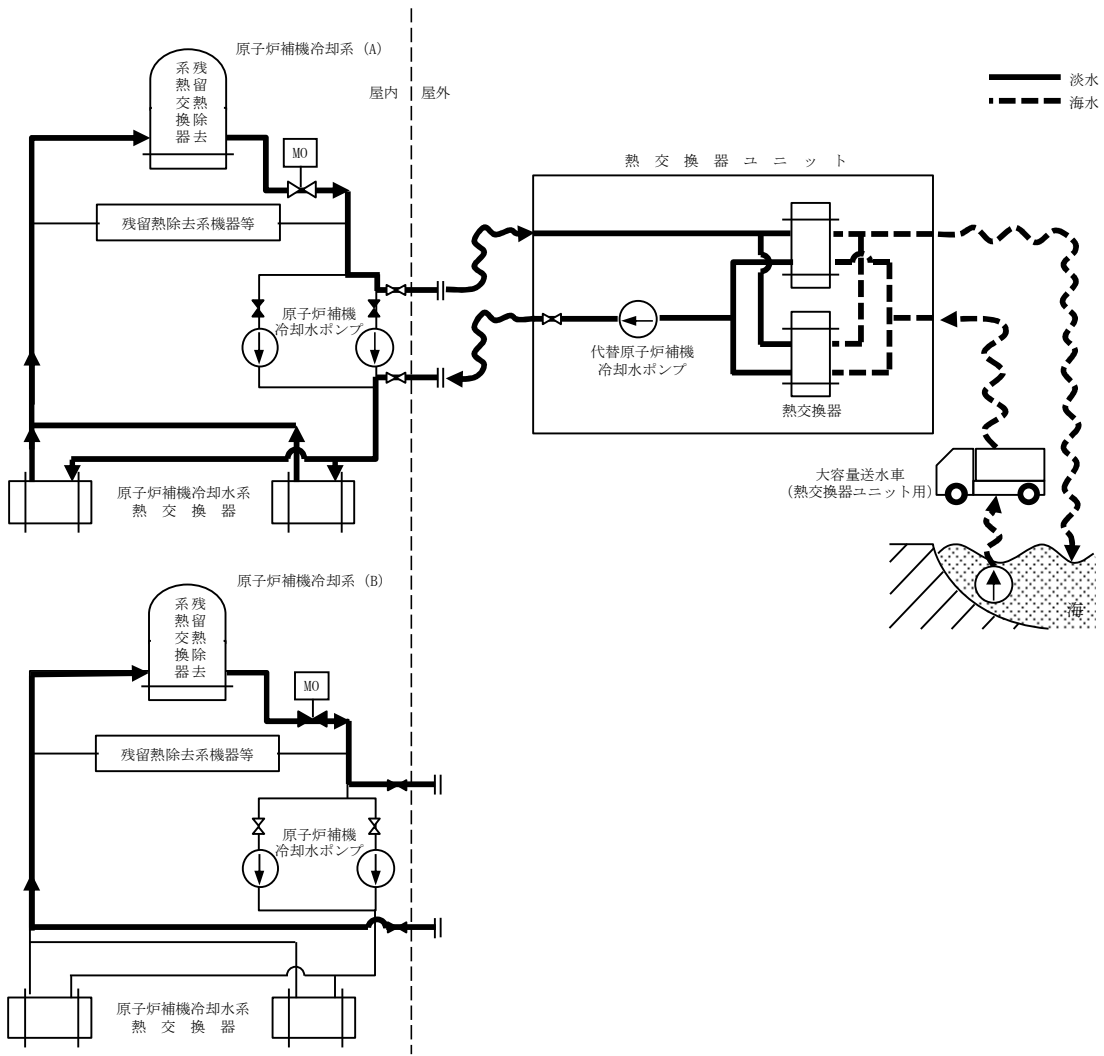 原子炉補機冷却系 (A)
残留熱除去
系熱交換器
屋内
屋外
淡水
海水
MO
熱交換器ユニット
残留熱除去系機器等
原子炉補機
冷却水ポンプ
代替原子炉補機
冷却水ポンプ
熱交換器
大容量送水車
(熱交換器ユニット用)
原子炉補機冷却水系
熱交換器
海
原子炉補機冷却系 (B)
残留熱除去
系熱交換器
MO
残留熱除去系機器等
原子炉補機
冷却水ポンプ
原子炉補機冷却水系
熱交換器